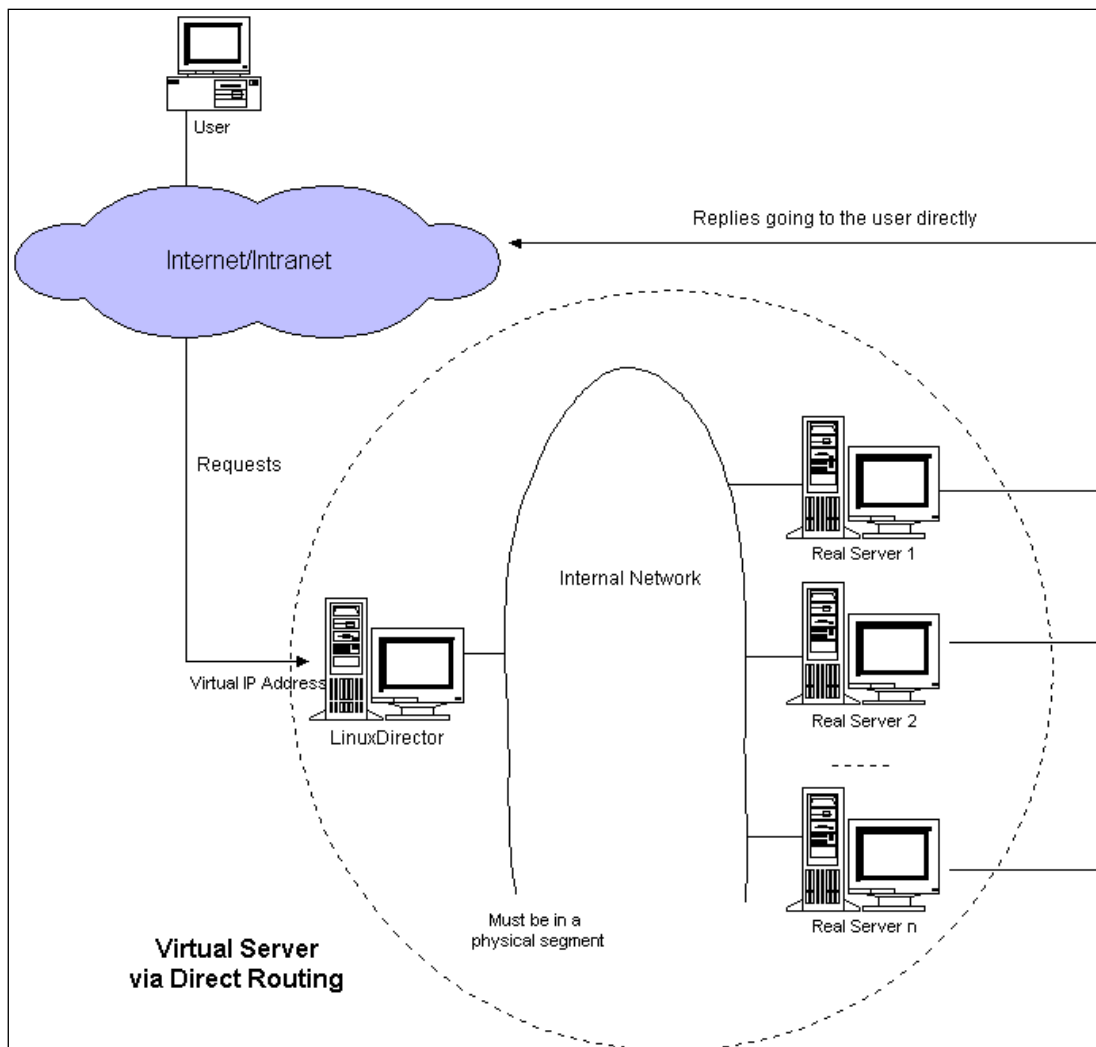 User
Replies going to the user directly
Internet/Intranet
Requests
Real Server 1
Internal Network
Virtual IP Address
LinuxDirector
Real Server 2
Real Server n
Must be in a
physical segment
Virtual Server
via Direct Routing